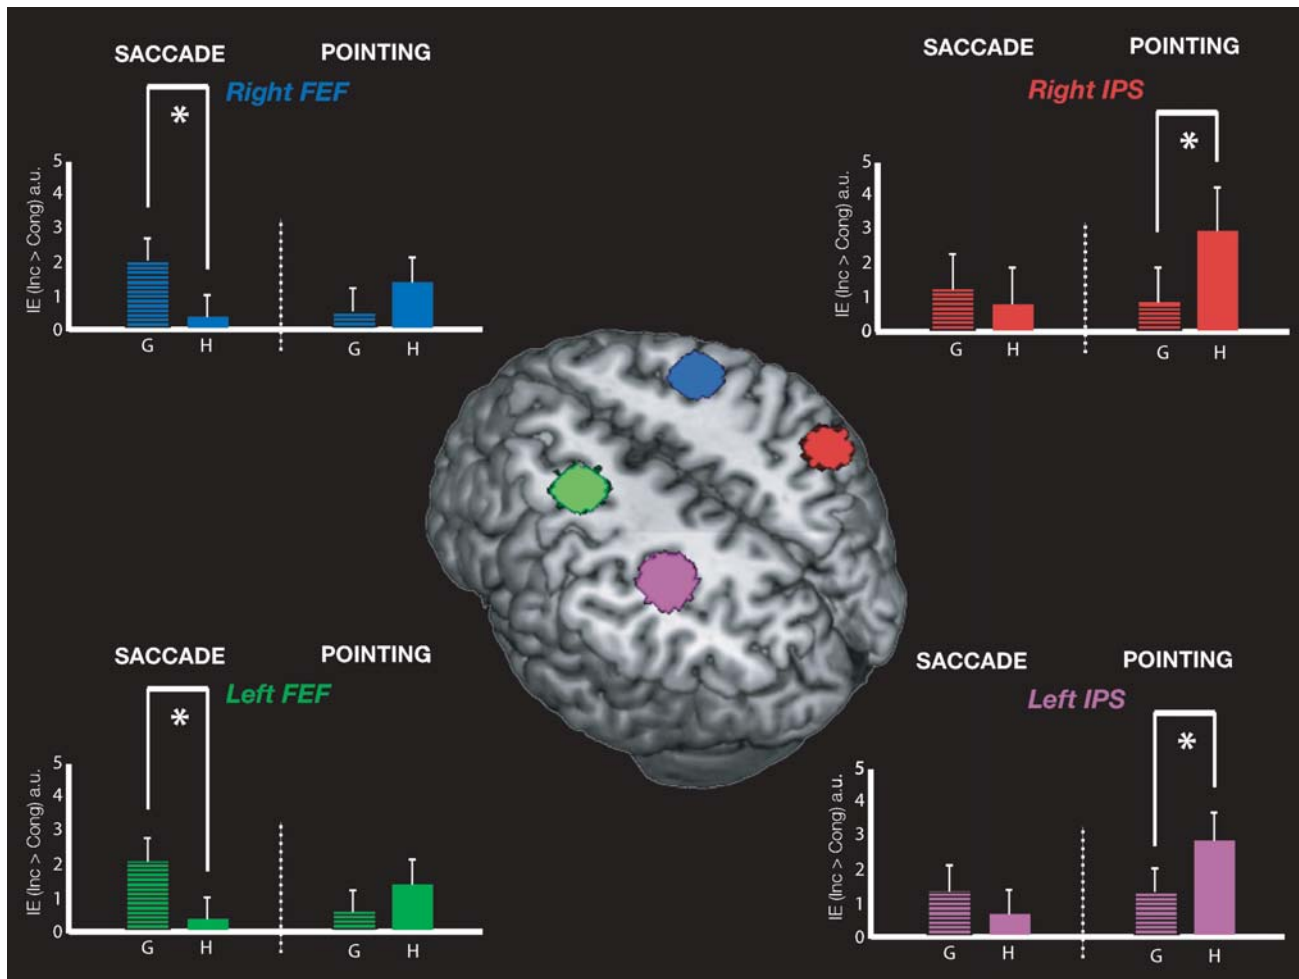 SACCADE POINTING
Right FEF
*
IE (Inc > Cong) a.u.
5
4
3
2
1
0
G H G H
SACCADE POINTING
Right IPS
*
IE (Inc > Cong) a.u.
5
4
3
2
1
0
G H G H
SACCADE POINTING
Left FEF
*
IE (Inc > Cong) a.u.
5
4
3
2
1
0
G H G H
SACCADE POINTING
Left IPS
*
IE (Inc > Cong) a.u.
5
4
3
2
1
0
G H G H